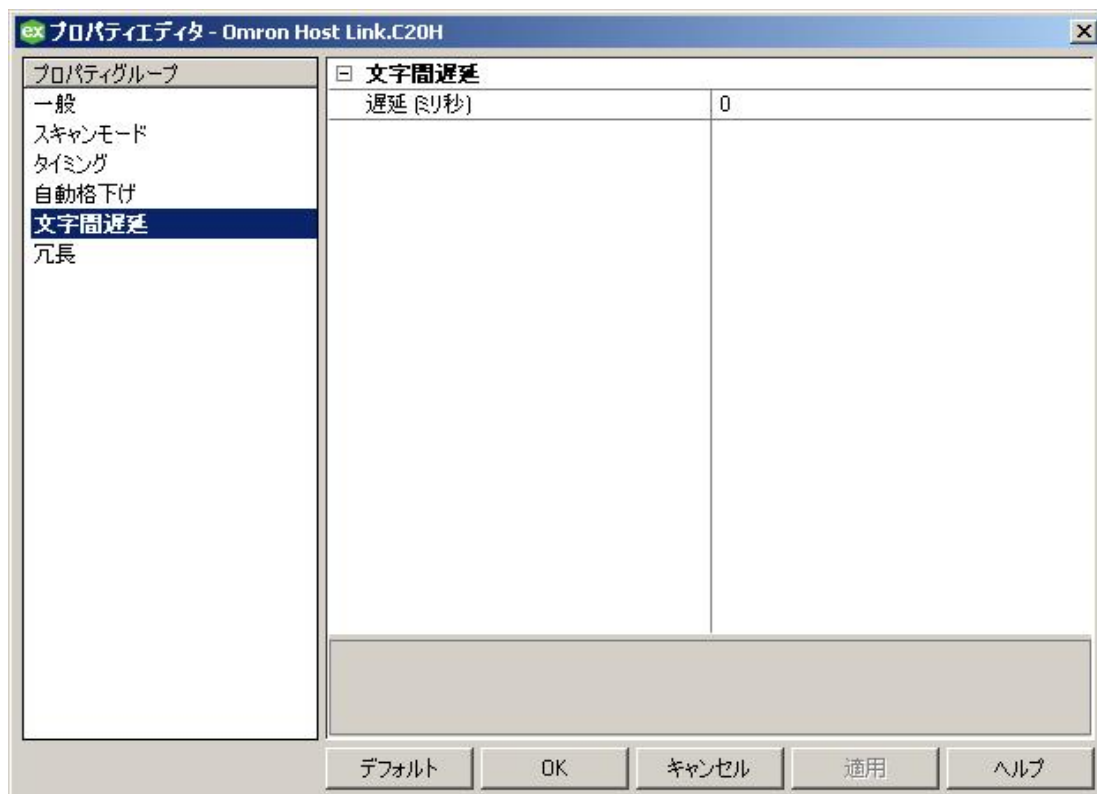 ex プロパティエディタ - Omron Host Link.C20H
プロパティグループ
一般
スキャンモード
タイミング
自動格下げ
文字間遅延
冗長
文字間遅延
遅延 (ミリ秒) 0
デフォルト OK キャンセル 適用 ヘルプ